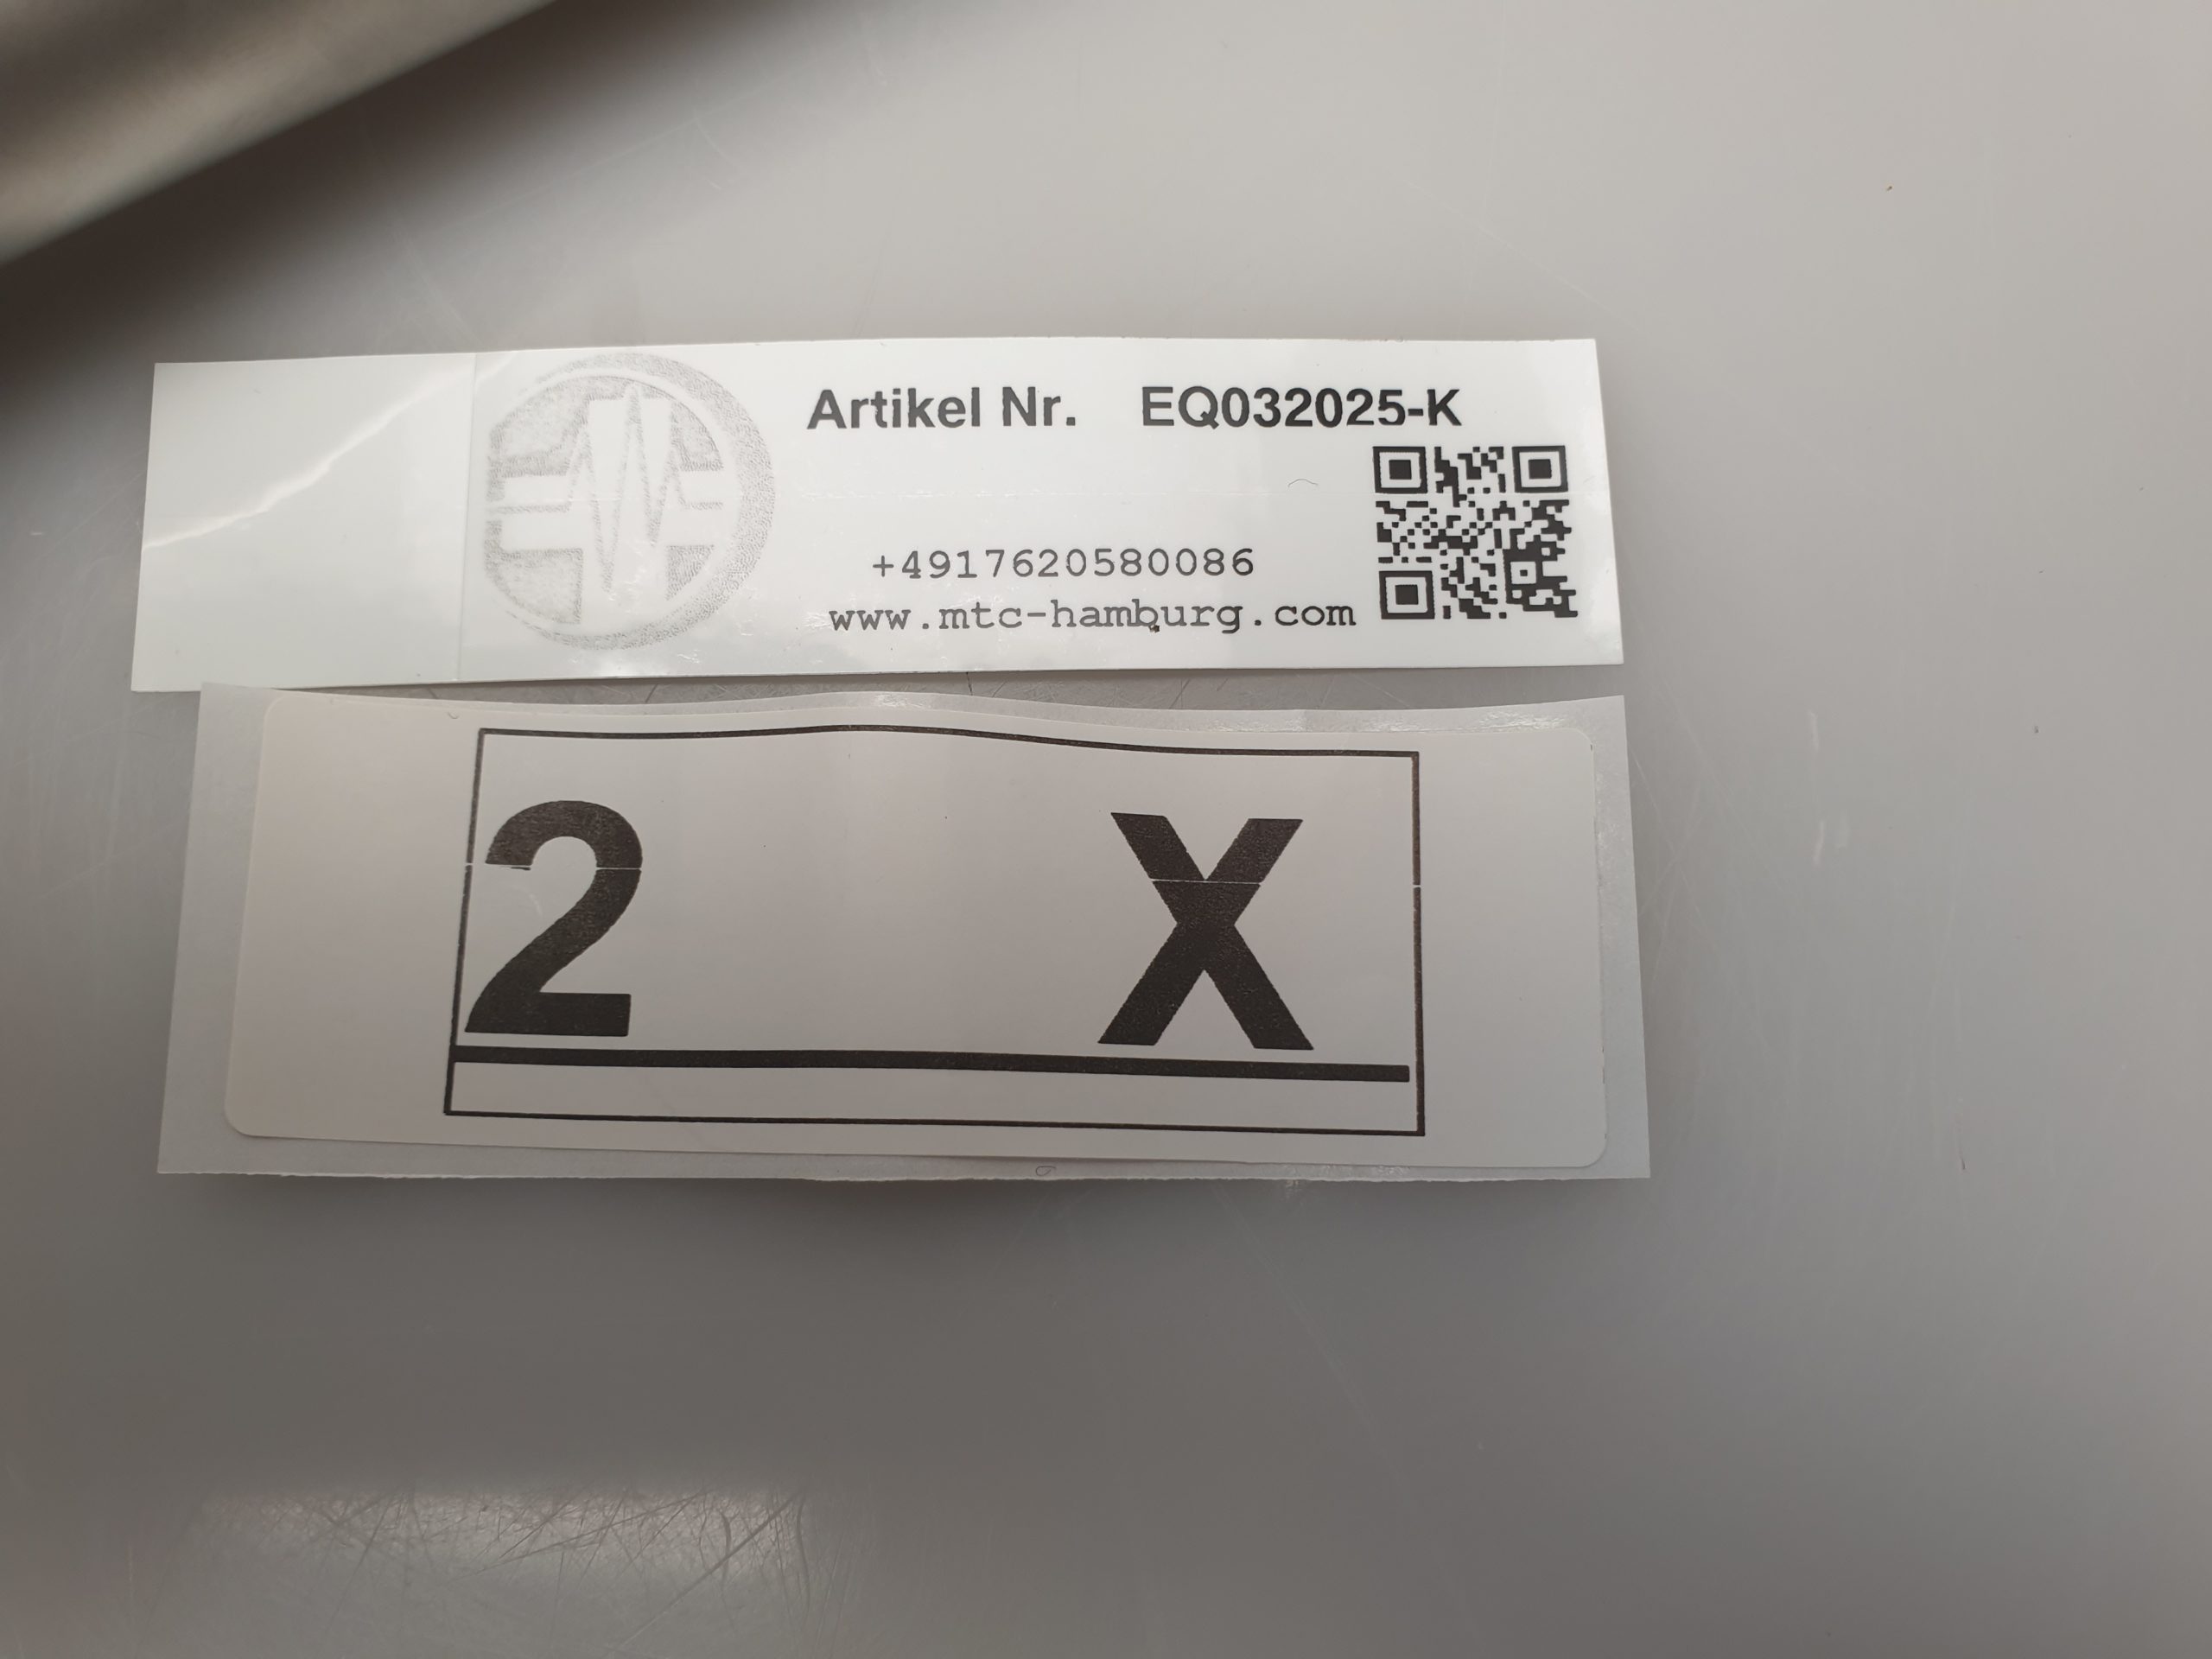 Artikel Nr. EQ032025-K
+4917620580086
www.mtc-hamburg.com
2 X